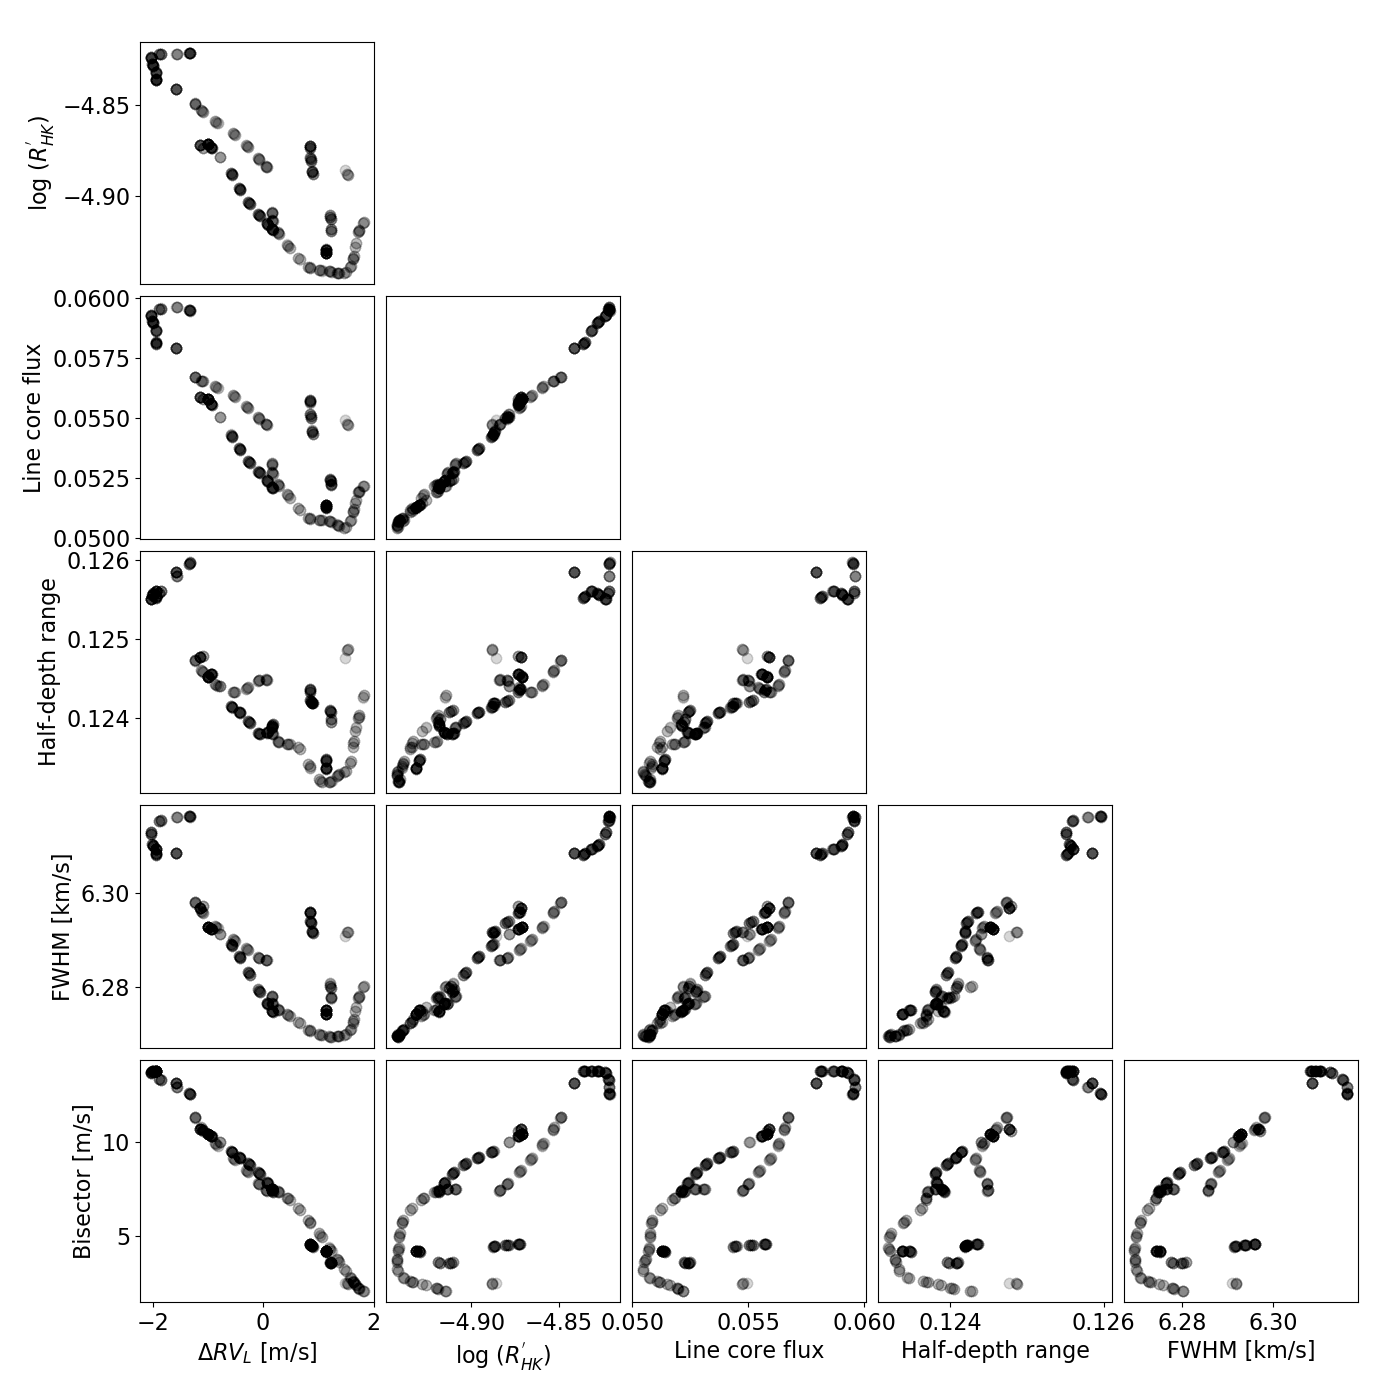 −4.85
−4.90
log (R'HK)
0.0600
0.0575
0.0550
0.0525
0.0500
Line core flux
0.126
0.125
0.124
Half-depth range
6.30
6.28
FWHM [km/s]
10
5
Bisector [m/s]
−2 0 2
−4.90 −4.85
0.050 0.055 0.060
0.124 0.126
6.28 6.30
ΔRVL [m/s]
log (R'HK)
Line core flux
Half-depth range
FWHM [km/s]